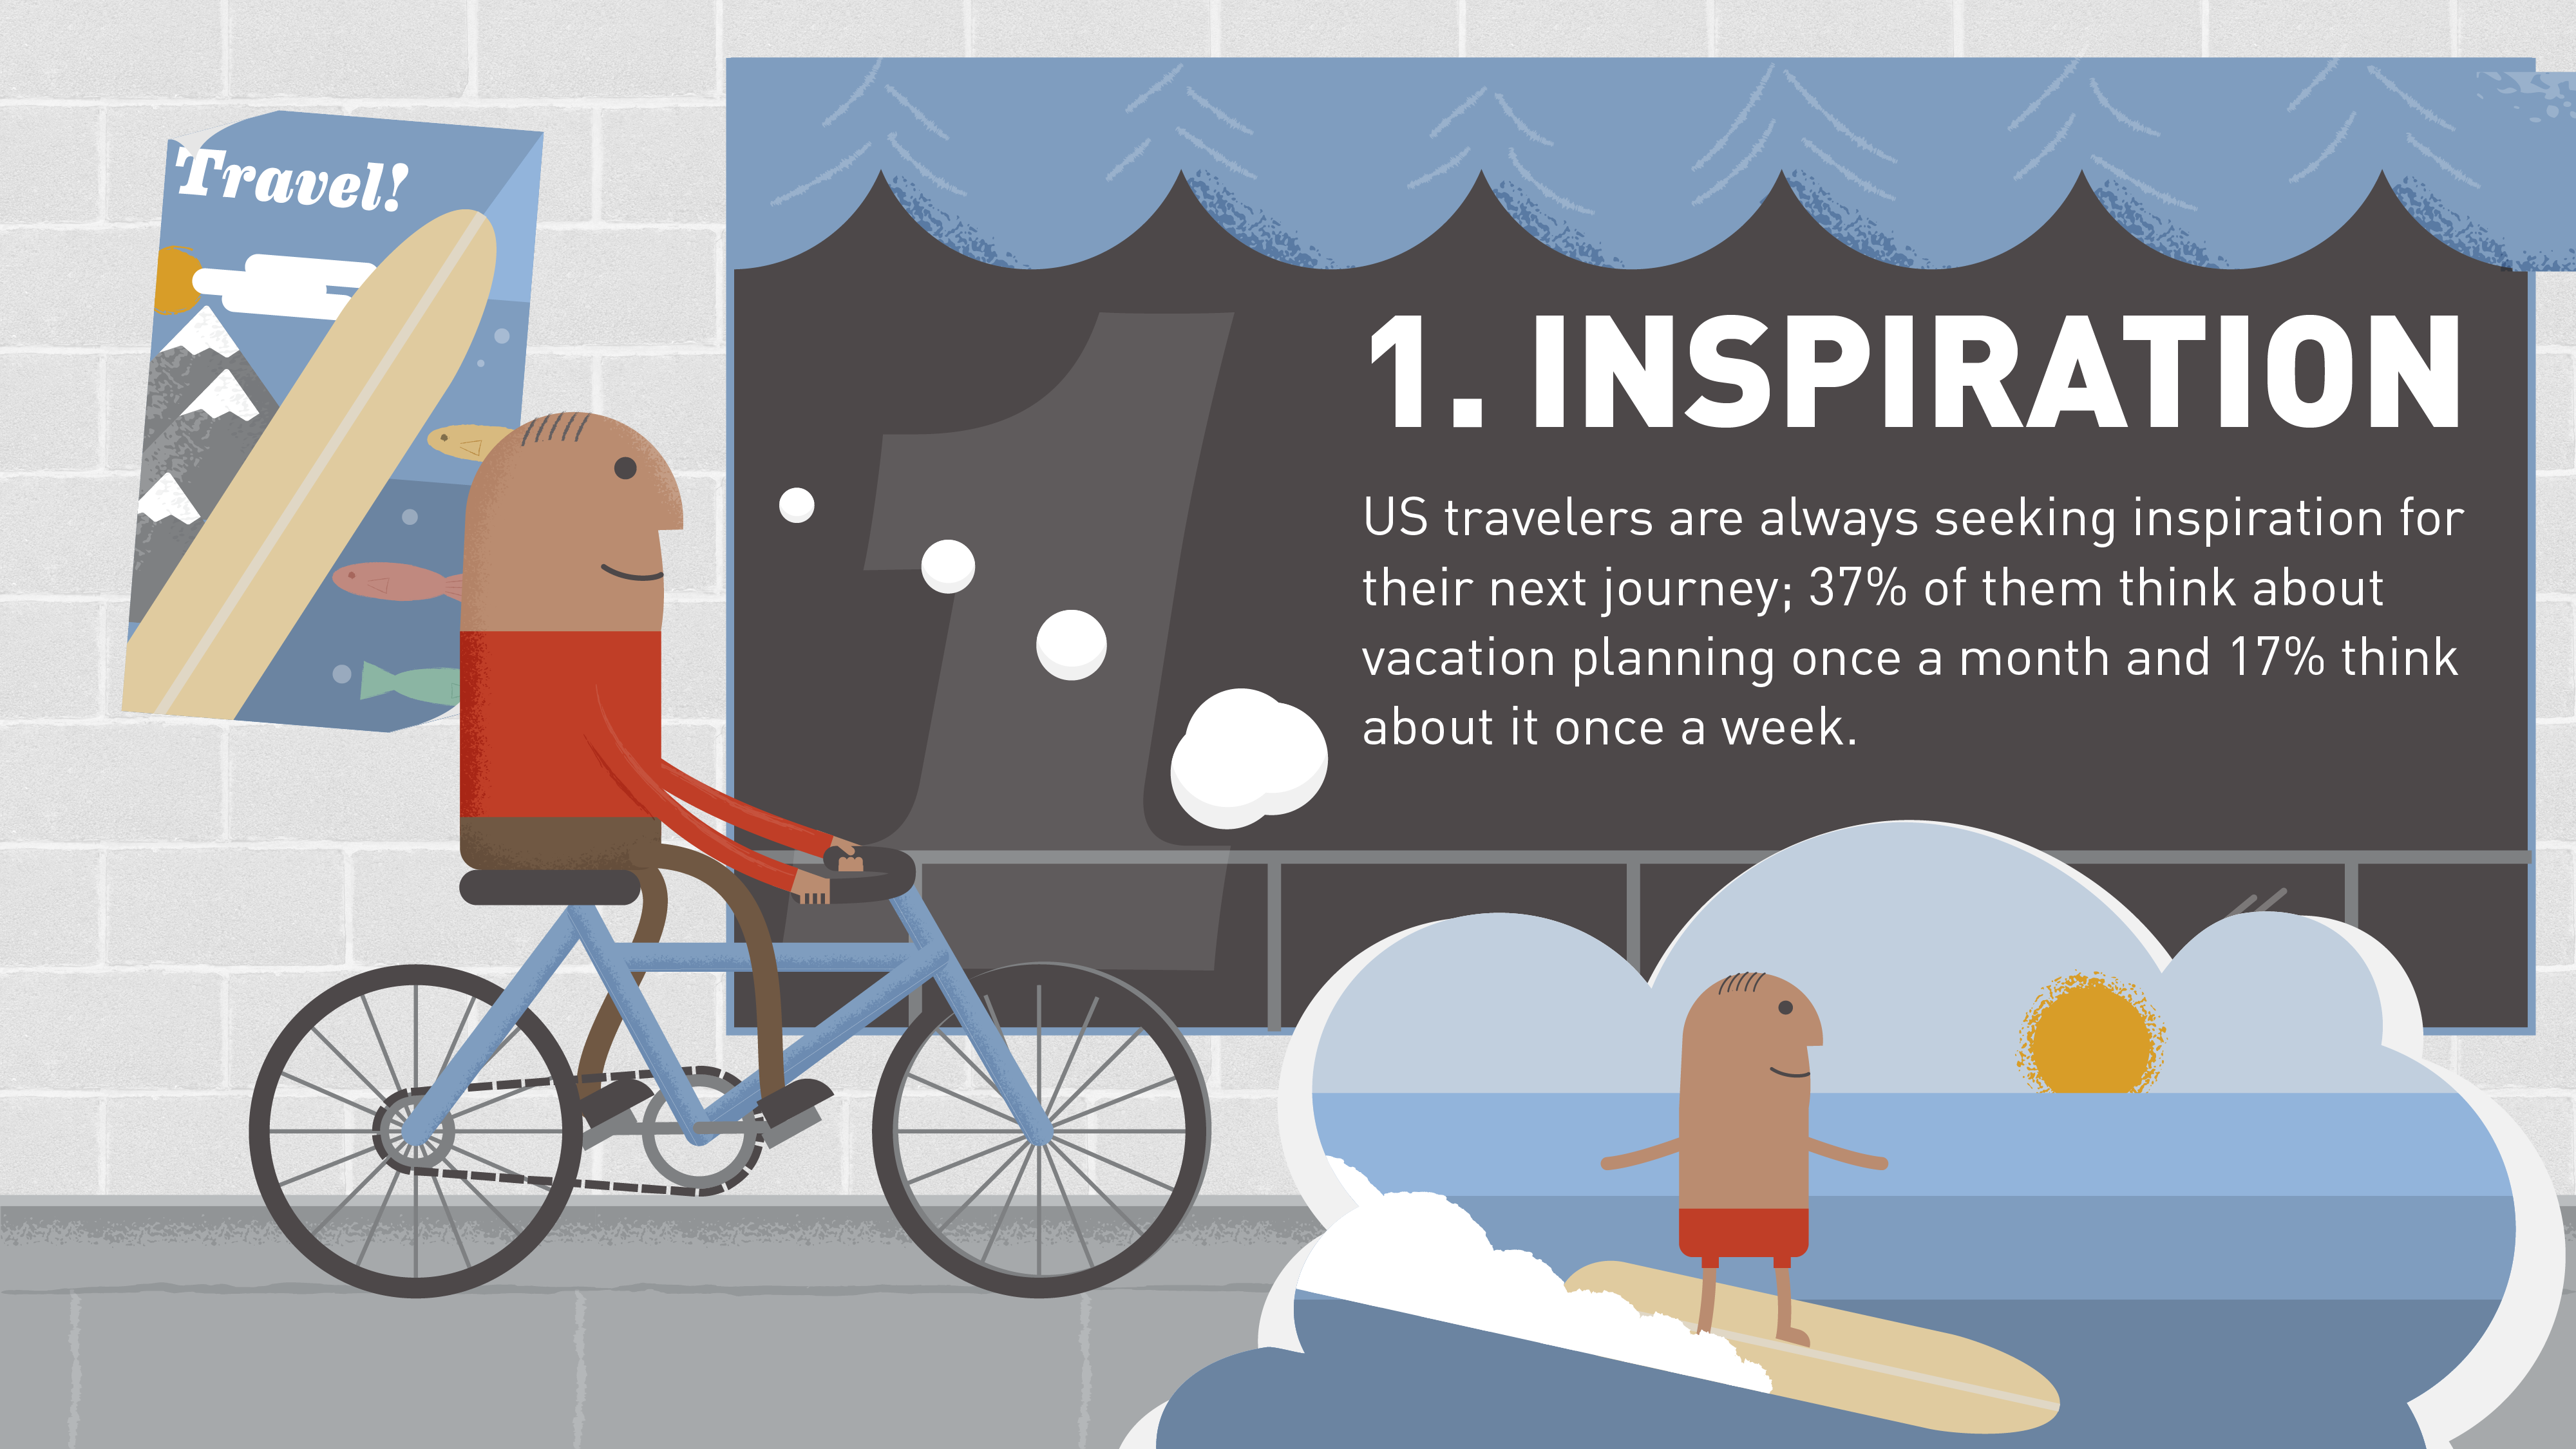 Travel!
1
1. INSPIRATION
US travelers are always seeking inspiration for
their next journey; 37% of them think about
vacation planning once a month and 17% think
about it once a week.